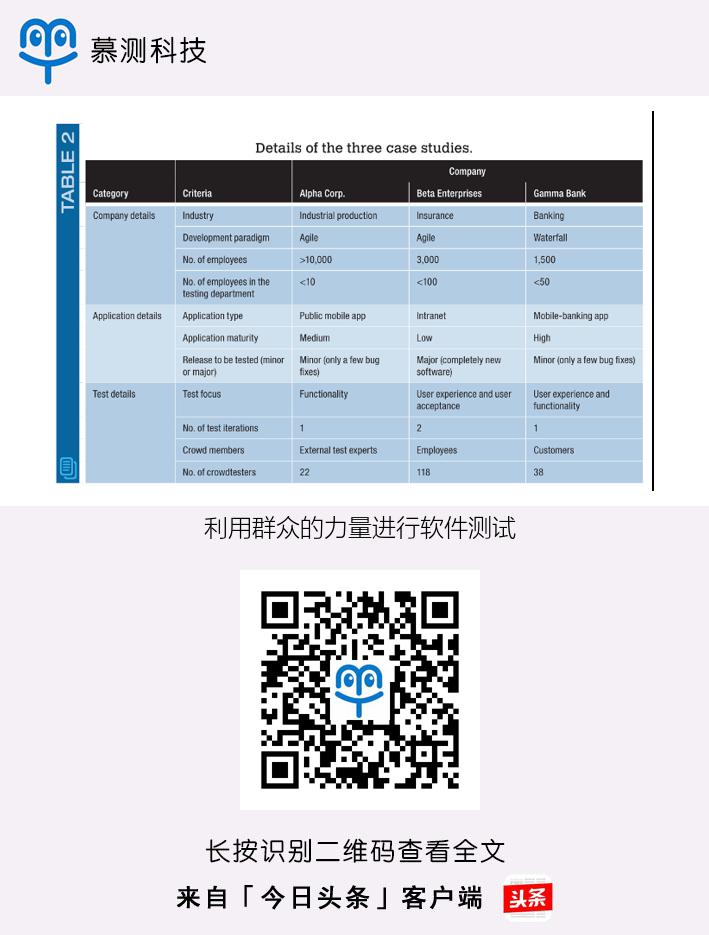 慕测科技
TABLE 2
Details of the three case studies.
Company
Category Criteria Alpha Corp. Beta Enterprises Gamma Bank
Company details Industry Industrial production Insurance Banking
Development paradigm Agile Agile Waterfall
No. of employees >10,000 3,000 1,500
No. of employees in the <10 <100 <50
testing department
Application details Application type Public mobile app Intranet Mobile-banking app
Application maturity Medium Low High
Release to be tested (minor Minor (only a few bug Major (completely new Minor (only a few bug fixes)
or major) fixes) software)
Test details Test focus Functionality User experience and user User experience and
acceptance functionality
No. of test iterations 1 2 1
Crowd members External test experts Employees Customers
No. of crowdtesters 22 118 38
利用群众的力量进行软件测试
长按识别二维码查看全文
来自「今日头条」客户端 头条